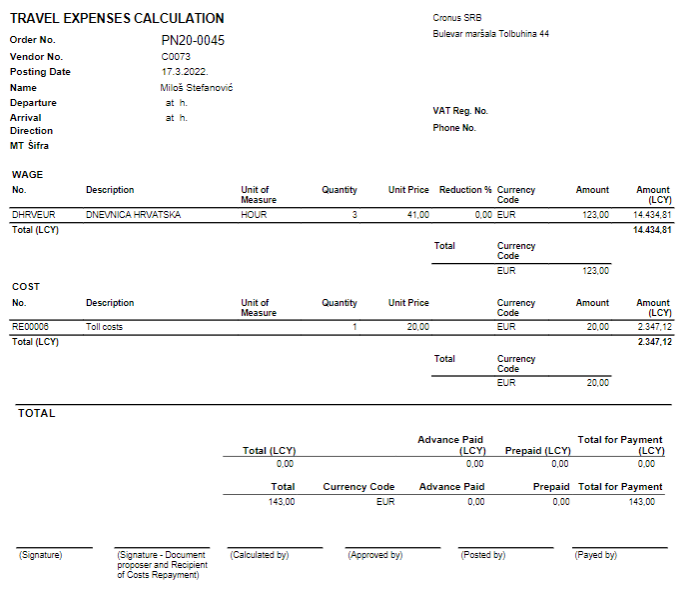 TRAVEL EXPENSES CALCULATION
Cronus SRB
Order No. PN20-0045
Bulevar maršala Tolbuhina 44
Vendor No. C0073
Posting Date 17.3.2022.
Name Miloš Stefanović
Departure at h.
Arrival at h.
VAT Reg. No.
Direction
Phone No.
MT Šifra
WAGE
No. Description Unit of Measure Quantity Unit Price Reduction % Currency Code Amount Amount (LCY)
DHRVEUR DNEVNICA HRVATSKA HOUR 3 41,00 0,00 EUR 123,00 14.434,81
Total (LCY) 14.434,81
Total Currency Code
EUR 123,00
COST
No. Description Unit of Measure Quantity Unit Price Currency Code Amount Amount (LCY)
RE00006 Toll costs 1 20,00 EUR 20,00 2.347,12
Total (LCY) 2.347,12
Total Currency Code
EUR 20,00
TOTAL
Total (LCY) Advance Paid (LCY) Prepaid (LCY) Total for Payment (LCY)
0,00 0,00 0,00 0,00
Total Currency Code Advance Paid Prepaid Total for Payment
143,00 EUR 0,00 0,00 143,00
(Signature) (Signature - Document proposer and Recipient of Costs Repayment) (Calculated by) (Approved by) (Posted by) (Payed by)